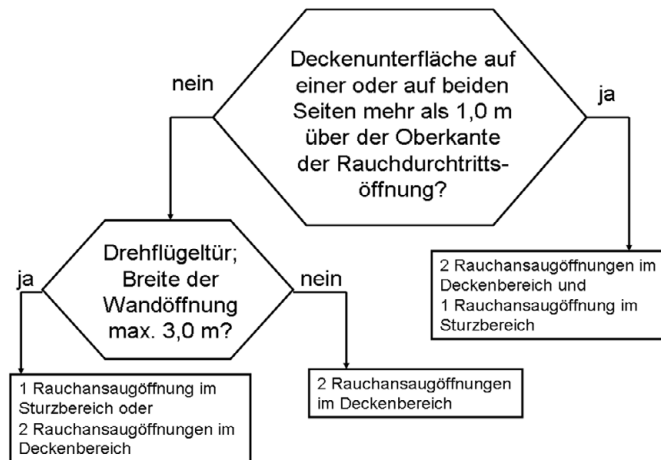 Deckenunterfläche auf
einer oder auf beiden
Seiten mehr als 1,0 m
über der Oberkante
der Rauchdurchtritts-
öffnung?
nein
ja
Drehflügeltür;
Breite der
Wandöffnung
max. 3,0 m?
ja
nein
2 Rauchansaugöffnungen im
Deckenbereich und
1 Rauchansaugöffnung im
Sturzbereich
1 Rauchansaugöffnung im
Sturzbereich oder
2 Rauchansaugöffnungen im
Deckenbereich
2 Rauchansaugöffnungen
im Deckenbereich